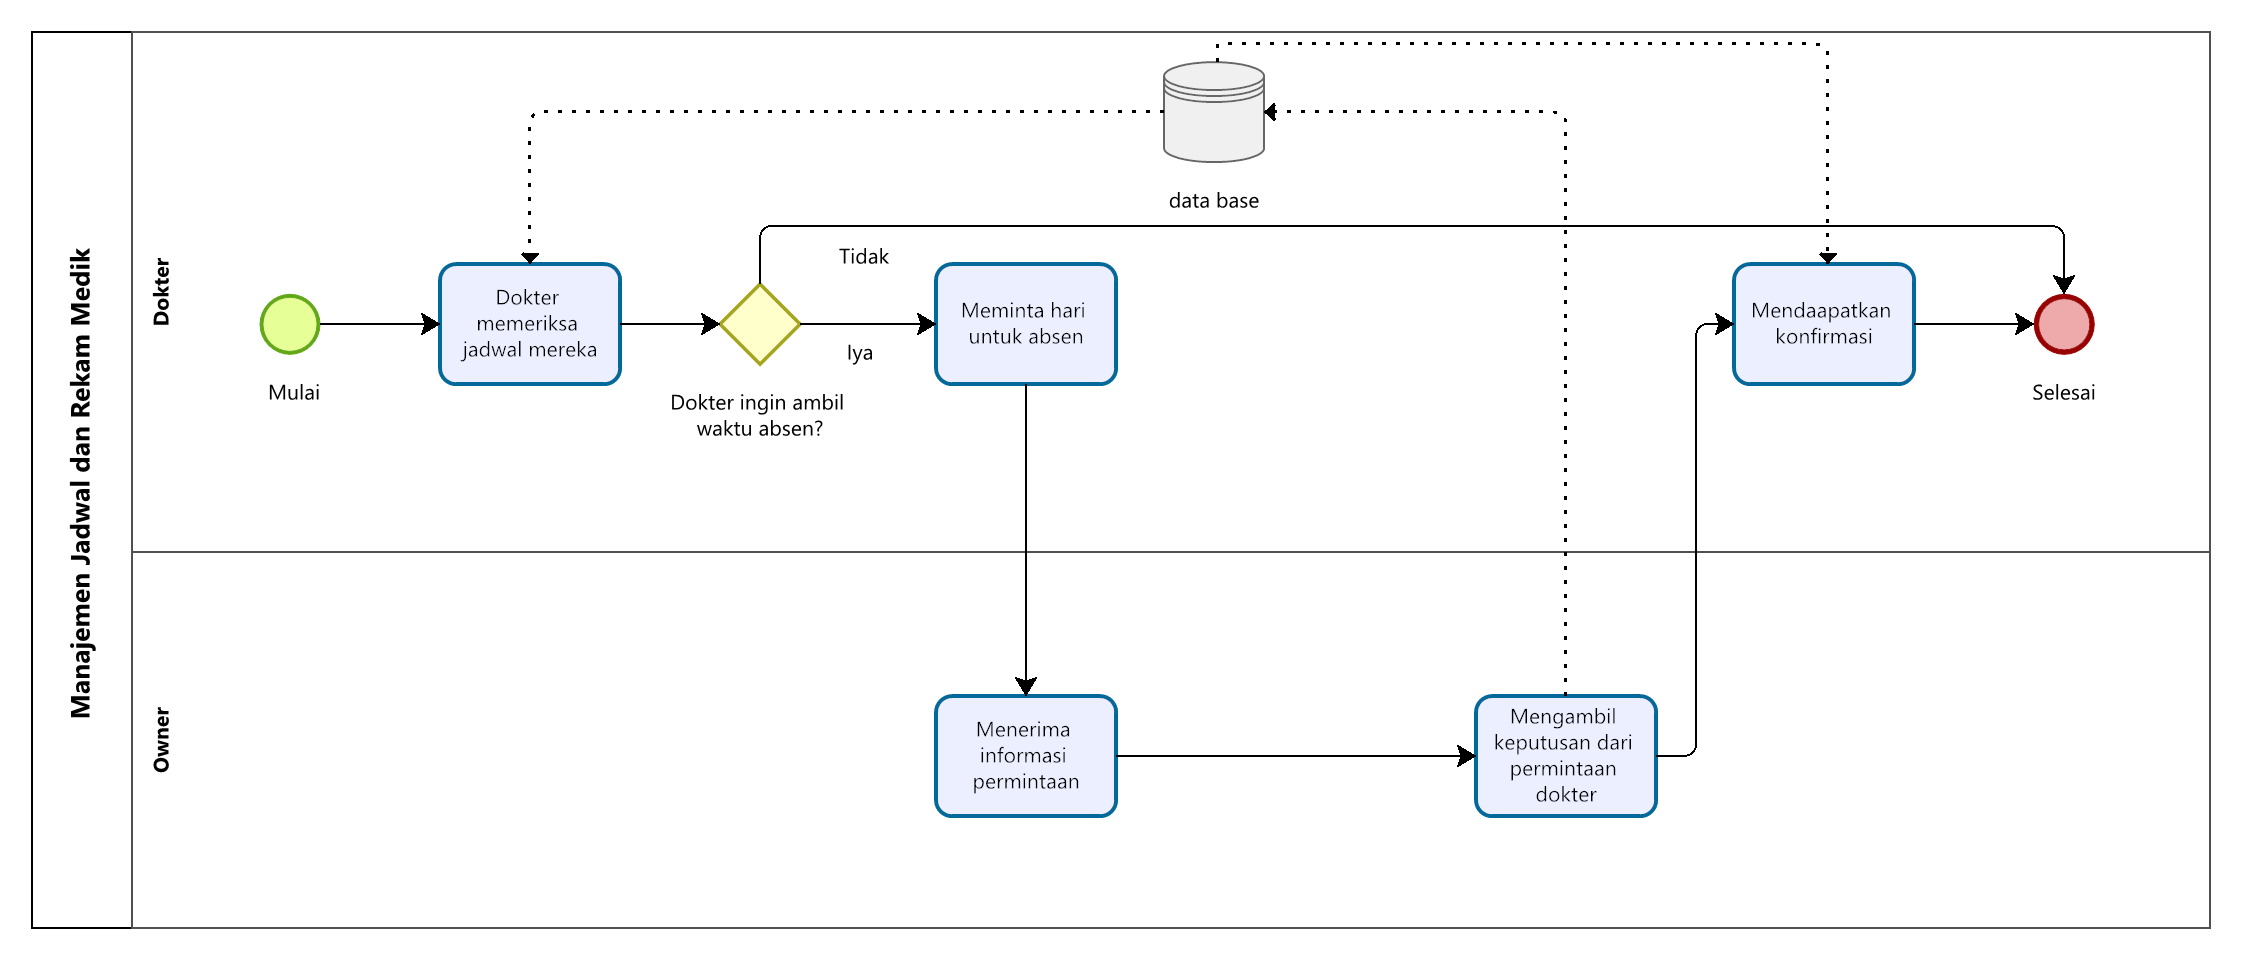 Manajemen Jadwal dan Rekam Medik
Dokter
data base
Mulai
Dokter
memeriksa
jadwal mereka
Tidak
Iya
Dokter ingin ambil
waktu absen?
Meminta hari
untuk absen
Mendaapatkan
konfirmasi
Selesai
Owner
Menerima
informasi
permintaan
Mengambil
keputusan dari
permintaan
dokter